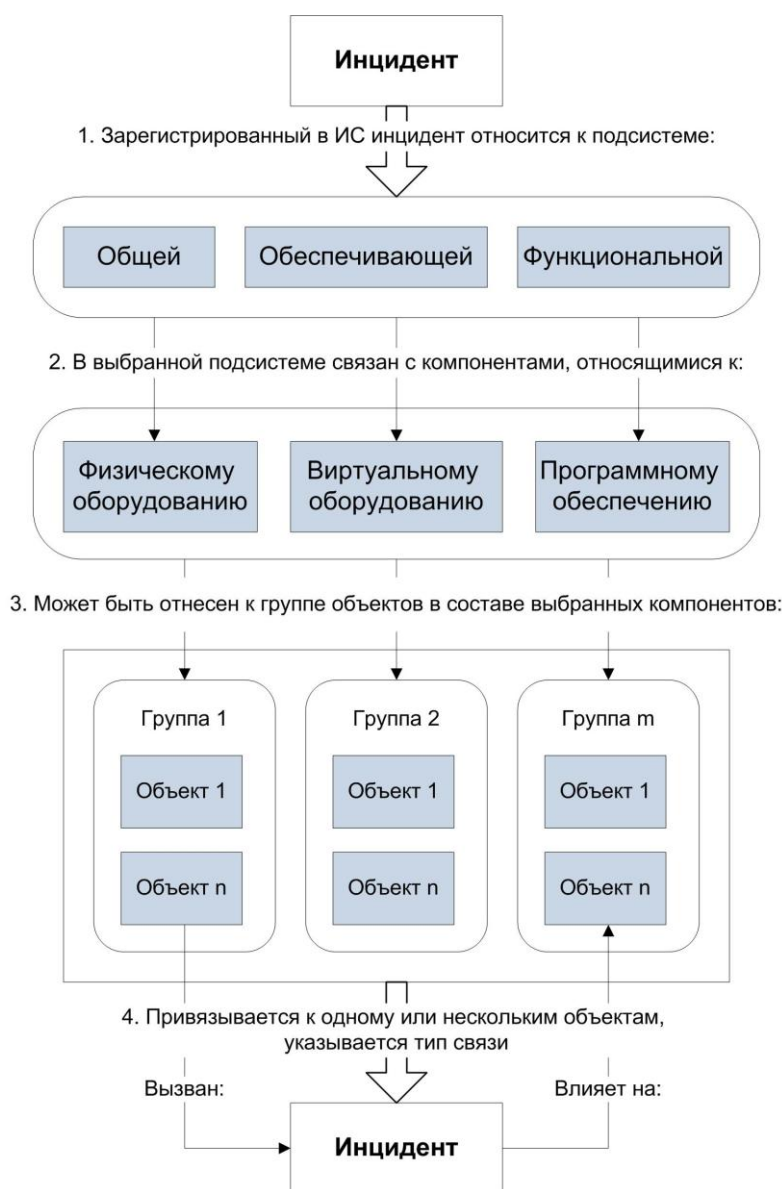 Инцидент
1. Зарегистрированный в ИС инцидент относится к подсистеме:
Общей
Обеспечивающей
Функциональной
2. В выбранной подсистеме связан с компонентами, относящимися к:
Физическому
оборудованию
Виртуальному
оборудованию
Программному
обеспечению
3. Может быть отнесен к группе объектов в составе выбранных компонентов:
Группа 1
Объект 1
Объект n
Группа 2
Объект 1
Объект n
Группа m
Объект 1
Объект n
4. Привязывается к одному или нескольким объектам,
указывается тип связи
Вызван:
Влияет на:
Инцидент